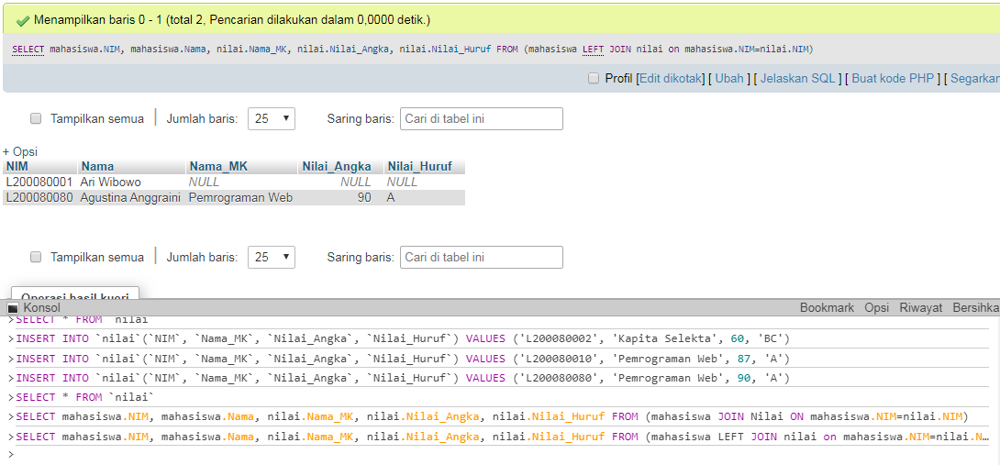 Menampilkan baris 0 - 1 (total 2, Pencarian dilakukan dalam 0,0000 detik.)
SELECT mahasiswa.NIM, mahasiswa.Nama, nilai.Nama_MK, nilai.Nilai_Angka, nilai.Nilai_Huruf FROM (mahasiswa LEFT JOIN nilai on mahasiswa.NIM=nilai.NIM)
Profil [Edit dikotak] [ Ubah ] [ Jelaskan SQL ] [ Buat kode PHP ] [ Segarkan
Tampilkan semua | Jumlah baris: 25 Saring baris: Cari di tabel ini
+ Opsi
NIM Nama Nama_MK Nilai_Angka Nilai_Huruf
L200080001 Ari Wibowo NULL NULL NULL
L200080080 Agustina Anggraini Pemrograman Web 90 A
Tampilkan semua | Jumlah baris: 25 Saring baris: Cari di tabel ini
Operasi hasil kueri
Konsol Bookmark Opsi Riwayat Bersihka
>SELECT * FROM `nilai`
>INSERT INTO `nilai`(`NIM`, `Nama_MK`, `Nilai_Angka`, `Nilai_Huruf`) VALUES ('L200080002', 'Kapita Selekta', 60, 'BC')
>INSERT INTO `nilai`(`NIM`, `Nama_MK`, `Nilai_Angka`, `Nilai_Huruf`) VALUES ('L200080010', 'Pemrograman Web', 87, 'A')
>INSERT INTO `nilai`(`NIM`, `Nama_MK`, `Nilai_Angka`, `Nilai_Huruf`) VALUES ('L200080080', 'Pemrograman Web', 90, 'A')
>SELECT * FROM `nilai`
>SELECT mahasiswa.NIM, mahasiswa.Nama, nilai.Nama_MK, nilai.Nilai_Angka, nilai.Nilai_Huruf FROM (mahasiswa JOIN Nilai ON mahasiswa.NIM=nilai.NIM)
>SELECT mahasiswa.NIM, mahasiswa.Nama, nilai.Nama_MK, nilai.Nilai_Angka, nilai.Nilai_Huruf FROM (mahasiswa LEFT JOIN nilai on mahasiswa.NIM=nilai.N…
>